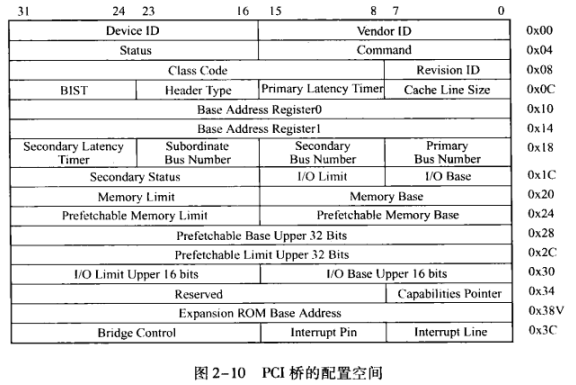 31 24 23 16 15 8 7 0
Device ID Vendor ID 0x00
Status Command 0x04
Class Code Revision ID 0x08
BIST Header Type Primary Latency Timer Cache Line Size 0x0C
Base Address Register0 0x10
Base Address Register1 0x14
Secondary Latency Timer Subordinate Bus Number Secondary Bus Number Primary Bus Number 0x18
Secondary Status I/O Limit I/O Base 0x1C
Memory Limit Memory Base 0x20
Prefetchable Memory Limit Prefetchable Memory Base 0x24
Prefetchable Base Upper 32 Bits 0x28
Prefetchable Limit Upper 32 Bits 0x2C
I/O Limit Upper 16 bits I/O Base Upper 16 bits 0x30
Reserved Capabilities Pointer 0x34
Expansion ROM Base Address 0x38V
Bridge Control Interrupt Pin Interrupt Line 0x3C
图2-10 PCI桥的配置空间